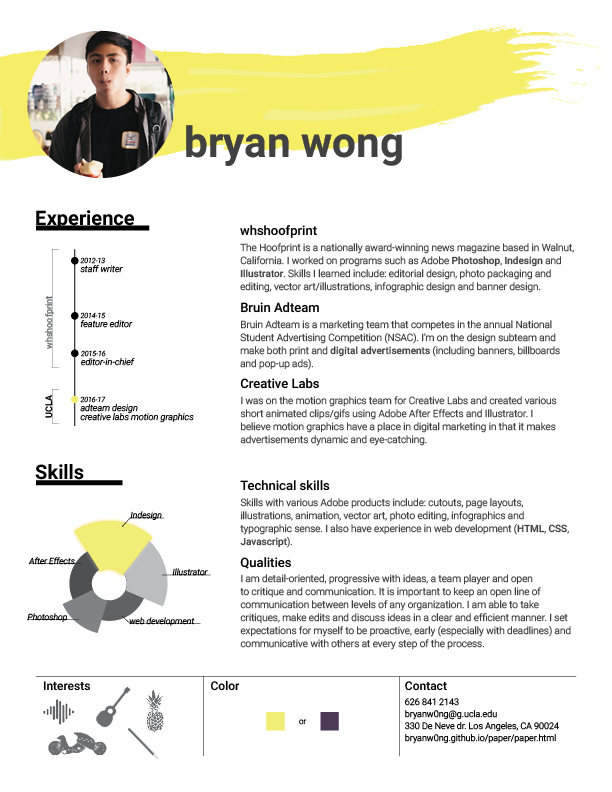 bryan wong
Experience
whshoofprint
2012-13
staff writer
2014-15
feature editor
2015-16
editor-in-chief
UCLA
2016-17
adteam design
creative labs motion graphics
whshoofprint
The Hoofprint is a nationally award-winning news magazine based in Walnut,
California. I worked on programs such as Adobe Photoshop, Indesign and
Illustrator. Skills I learned include: editorial design, photo packaging and
editing, vector art/illustrations, infographic design and banner design.
Bruin Adteam
Bruin Adteam is a marketing team that competes in the annual National
Student Advertising Competition (NSAC). I'm on the design subteam and
make both print and digital advertisements (including banners, billboards
and pop-up ads).
Creative Labs
I was on the motion graphics team for Creative Labs and created various
short animated clips/gifs using Adobe After Effects and Illustrator. I
believe motion graphics have a place in digital marketing in that it makes
advertisements dynamic and eye-catching.
Skills
Indesign
After Effects
Illustrator
Photoshop
web development
Technical skills
Skills with various Adobe products include: cutouts, page layouts,
illustrations, animation, vector art, photo editing, infographics and
typographic sense. I also have experience in web development (HTML, CSS,
Javascript).
Qualities
I am detail-oriented, progressive with ideas, a team player and open
to critique and communication. It is important to keep an open line of
communication between levels of any organization. I am able to take
critiques, make edits and discuss ideas in a clear and efficient manner. I set
expectations for myself to be proactive, early (especially with deadlines) and
communicative with others at every step of the process.
Interests
Color
or
Contact
626 841 2143
bryanw0ng@g.ucla.edu
330 De Neve dr. Los Angeles, CA 90024
bryanw0ng.github.io/paper/paper.html